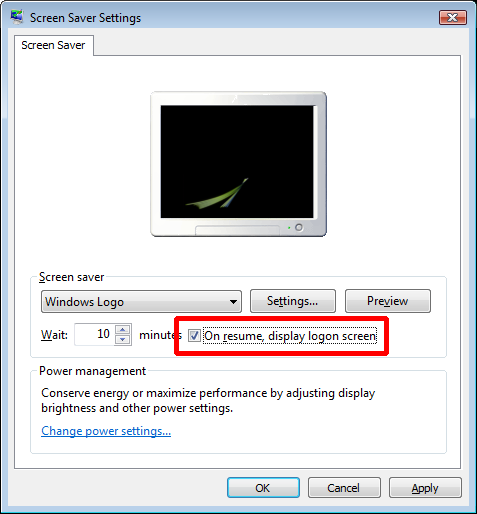 Screen Saver Settings
Screen Saver
Screen saver
Windows Logo
Settings...
Preview
Wait: 10 minutes On resume, display logon screen
Power management
Conserve energy or maximize performance by adjusting display
brightness and other power settings.
Change power settings...
OK Cancel Apply